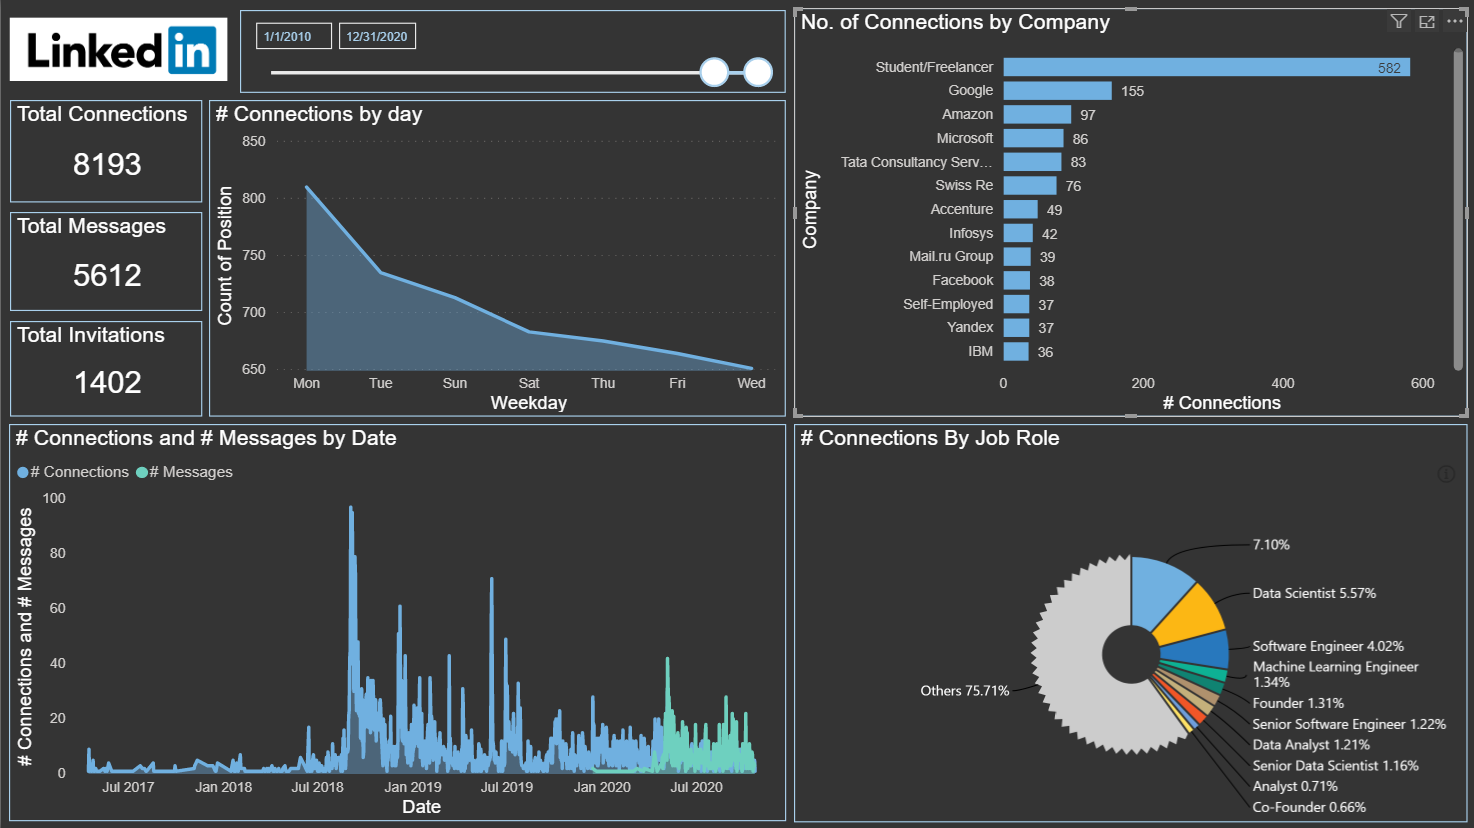 Linked in
1/1/2010
12/31/2020
Total Connections
8193
Total Messages
5612
Total Invitations
1402
# Connections by day
Count of Position
850
800
750
700
650
Mon Tue Sun Sat Thu Fri Wed
Weekday
No. of Connections by Company
Company
Student/Freelancer 582
Google 155
Amazon 97
Microsoft 86
Tata Consultancy Serv... 83
Swiss Re 76
Accenture 49
Infosys 42
Mail.ru Group 39
Facebook 38
Self-Employed 37
Yandex 37
IBM 36
0 200 400 600
# Connections
# Connections and # Messages by Date
# Connections # Messages
# Connections and # Messages
100
80
60
40
20
0
Jul 2017 Jan 2018 Jul 2018 Jan 2019 Jul 2019 Jan 2020 Jul 2020
Date
# Connections By Job Role
7.10%
Data Scientist 5.57%
Software Engineer 4.02%
Machine Learning Engineer
1.34%
Founder 1.31%
Senior Software Engineer 1.22%
Data Analyst 1.21%
Senior Data Scientist 1.16%
Analyst 0.71%
Co-Founder 0.66%
Others 75.71%